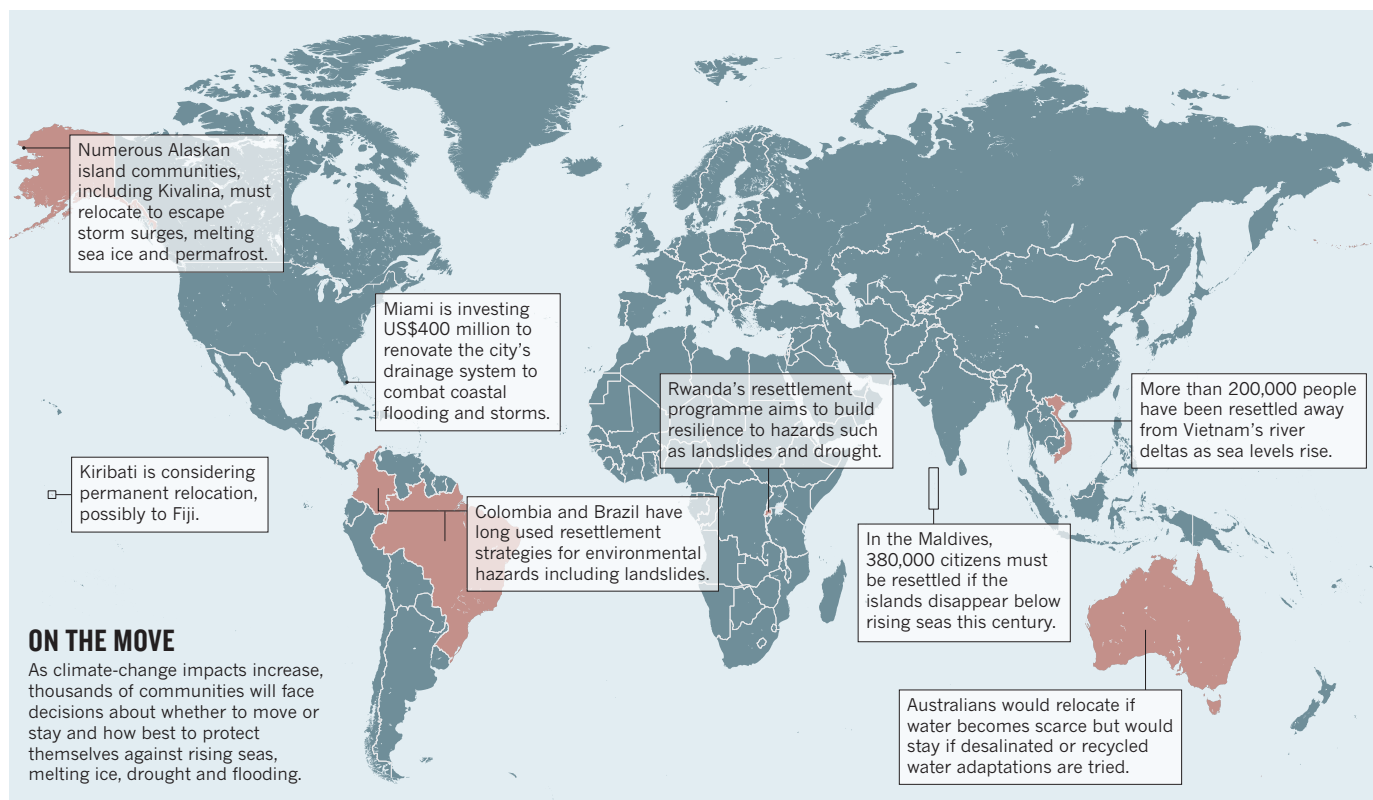 Numerous Alaskan
island communities,
including Kivalina, must
relocate to escape
storm surges, melting
sea ice and permafrost.
Miami is investing
US$400 million to
renovate the city’s
drainage system to
combat coastal
flooding and storms.
Rwanda’s resettlement
programme aims to build
resilience to hazards such
as landslides and drought.
More than 200,000 people
have been resettled away
from Vietnam’s river
deltas as sea levels rise.
Kiribati is considering
permanent relocation,
possibly to Fiji.
Colombia and Brazil have
long used resettlement
strategies for environmental
hazards including landslides.
In the Maldives,
380,000 citizens must
be resettled if the
islands disappear below
rising seas this century.
ON THE MOVE
As climate-change impacts increase,
thousands of communities will face
decisions about whether to move or
stay and how best to protect
themselves against rising seas,
melting ice, drought and flooding.
Australians would relocate if
water becomes scarce but would
stay if desalinated or recycled
water adaptations are tried.